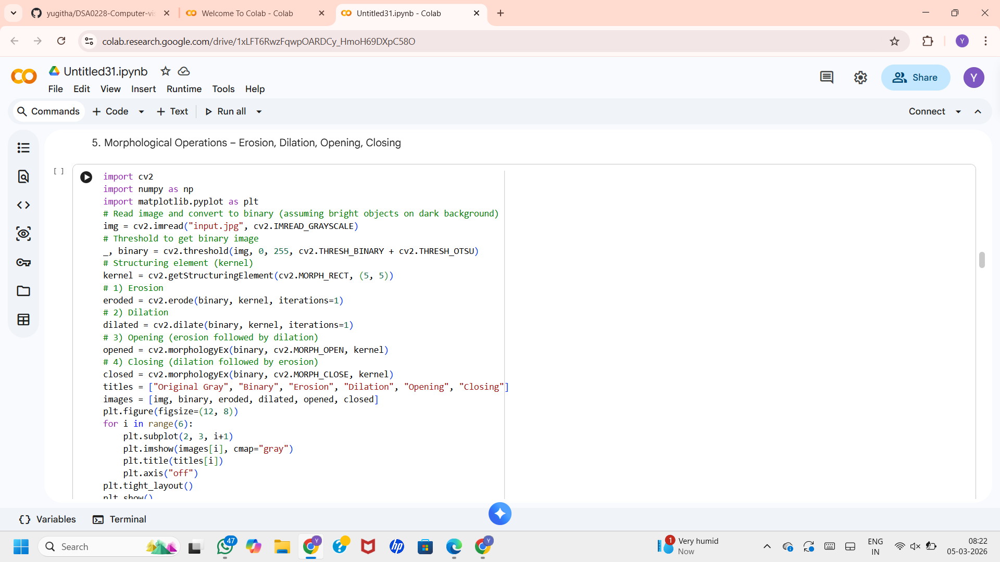 yugitha/DSA0228-Computer-vis
Welcome To Colab - Colab
Untitled31.ipynb - Colab
colab.research.google.com/drive/1xLFT6RwzFqwpOARDCy_HmoH69DXpC58O
Y
Untitled31.ipynb
File Edit View Insert Runtime Tools Help
Share
Y
Commands + Code + Text Run all
Connect
5. Morphological Operations – Erosion, Dilation, Opening, Closing
[ ]
import cv2
import numpy as np
import matplotlib.pyplot as plt
# Read image and convert to binary (assuming bright objects on dark background)
img = cv2.imread("input.jpg", cv2.IMREAD_GRAYSCALE)
# Threshold to get binary image
_, binary = cv2.threshold(img, 0, 255, cv2.THRESH_BINARY + cv2.THRESH_OTSU)
# Structuring element (kernel)
kernel = cv2.getStructuringElement(cv2.MORPH_RECT, (5, 5))
# 1) Erosion
eroded = cv2.erode(binary, kernel, iterations=1)
# 2) Dilation
dilated = cv2.dilate(binary, kernel, iterations=1)
# 3) Opening (erosion followed by dilation)
opened = cv2.morphologyEx(binary, cv2.MORPH_OPEN, kernel)
# 4) Closing (dilation followed by erosion)
closed = cv2.morphologyEx(binary, cv2.MORPH_CLOSE, kernel)
titles = ["Original Gray", "Binary", "Erosion", "Dilation", "Opening", "Closing"]
images = [img, binary, eroded, dilated, opened, closed]
plt.figure(figsize=(12, 8))
for i in range(6):
    plt.subplot(2, 3, i+1)
    plt.imshow(images[i], cmap="gray")
    plt.title(titles[i])
    plt.axis("off")
plt.tight_layout()
plt.show()
Variables Terminal
Search
47
Y
hp
Y
1
Very humid
Now
ENG
IN
08:22
05-03-2026